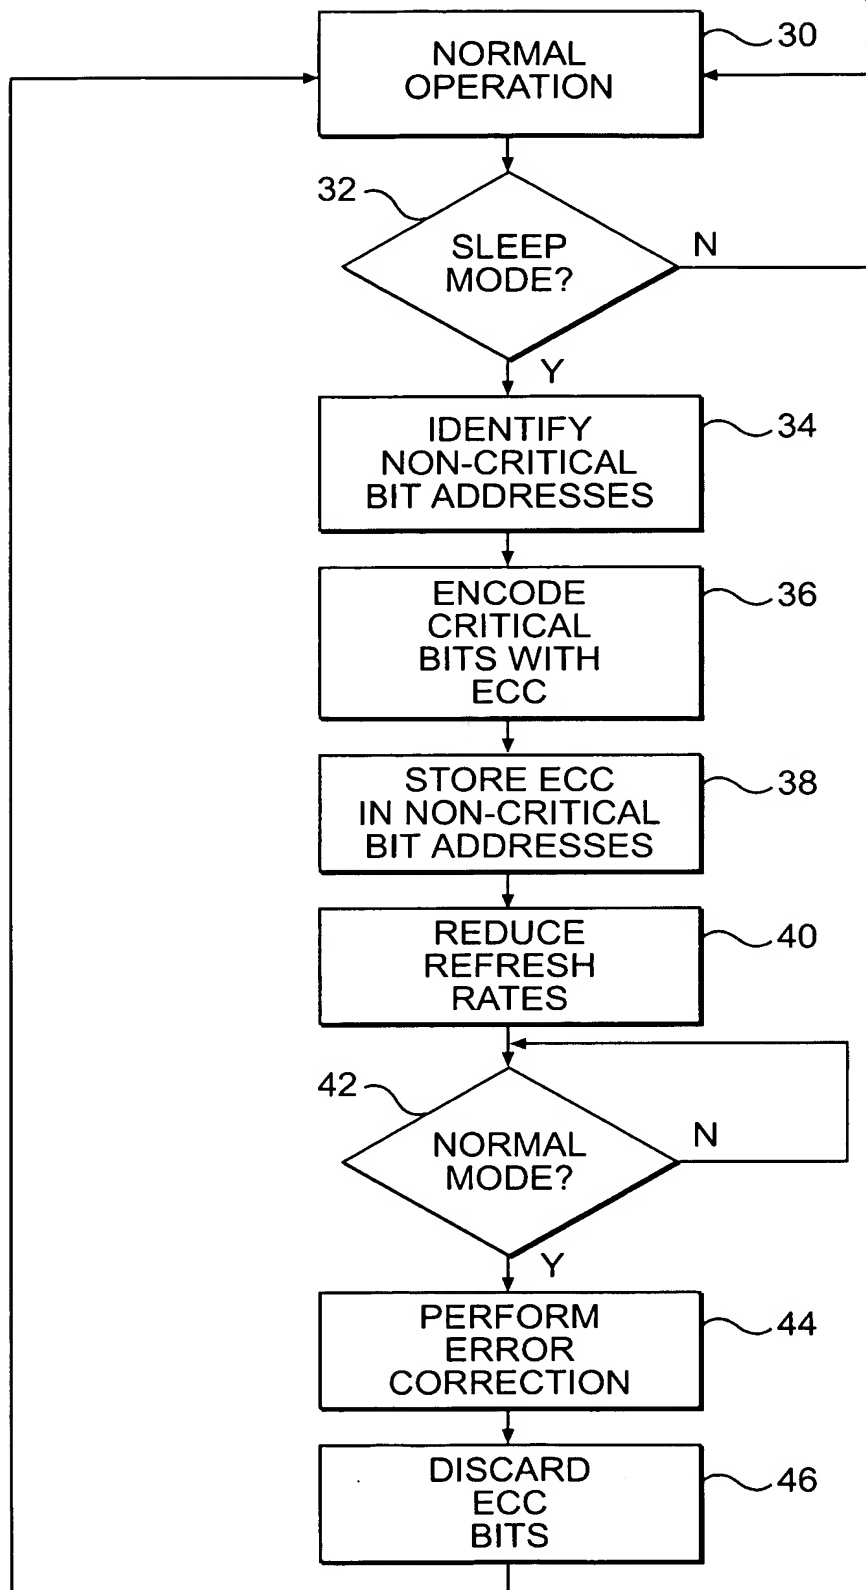 NORMAL
OPERATION
30
32
SLEEP
MODE?
N
Y
IDENTIFY
NON-CRITICAL
BIT ADDRESSES
34
ENCODE
CRITICAL
BITS WITH
ECC
36
STORE ECC
IN NON-CRITICAL
BIT ADDRESSES
38
REDUCE
REFRESH
RATES
40
42
NORMAL
MODE?
N
Y
PERFORM
ERROR
CORRECTION
44
DISCARD
ECC
BITS
46